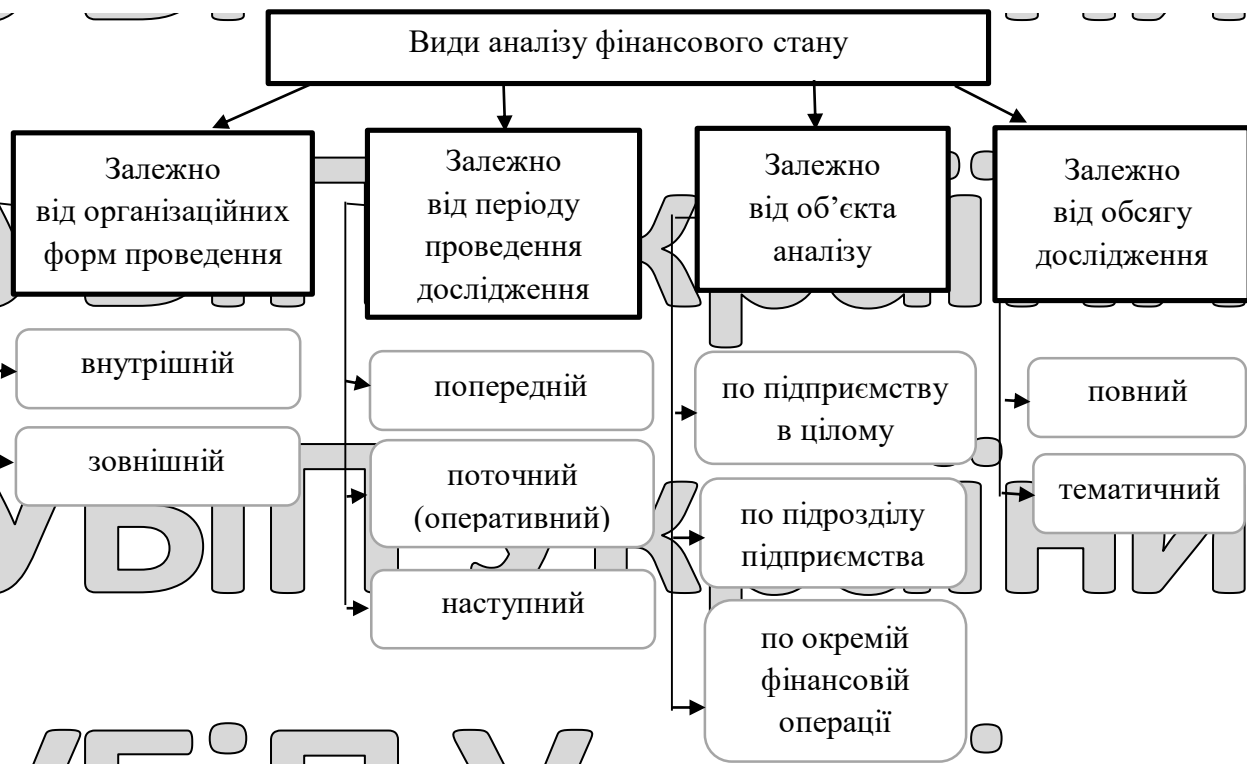 Види аналізу фінансового стану
Залежно
від організаційних
форм проведення
внутрішній
зовнішній
Залежно
від періоду
проведення
дослідження
попередній
поточний
(оперативний)
наступний
Залежно
від об’єкта
аналізу
по підприємству
в цілому
по підрозділу
підприємства
по окремій
фінансовій
операції
Залежно
від обсягу
дослідження
повний
тематичний